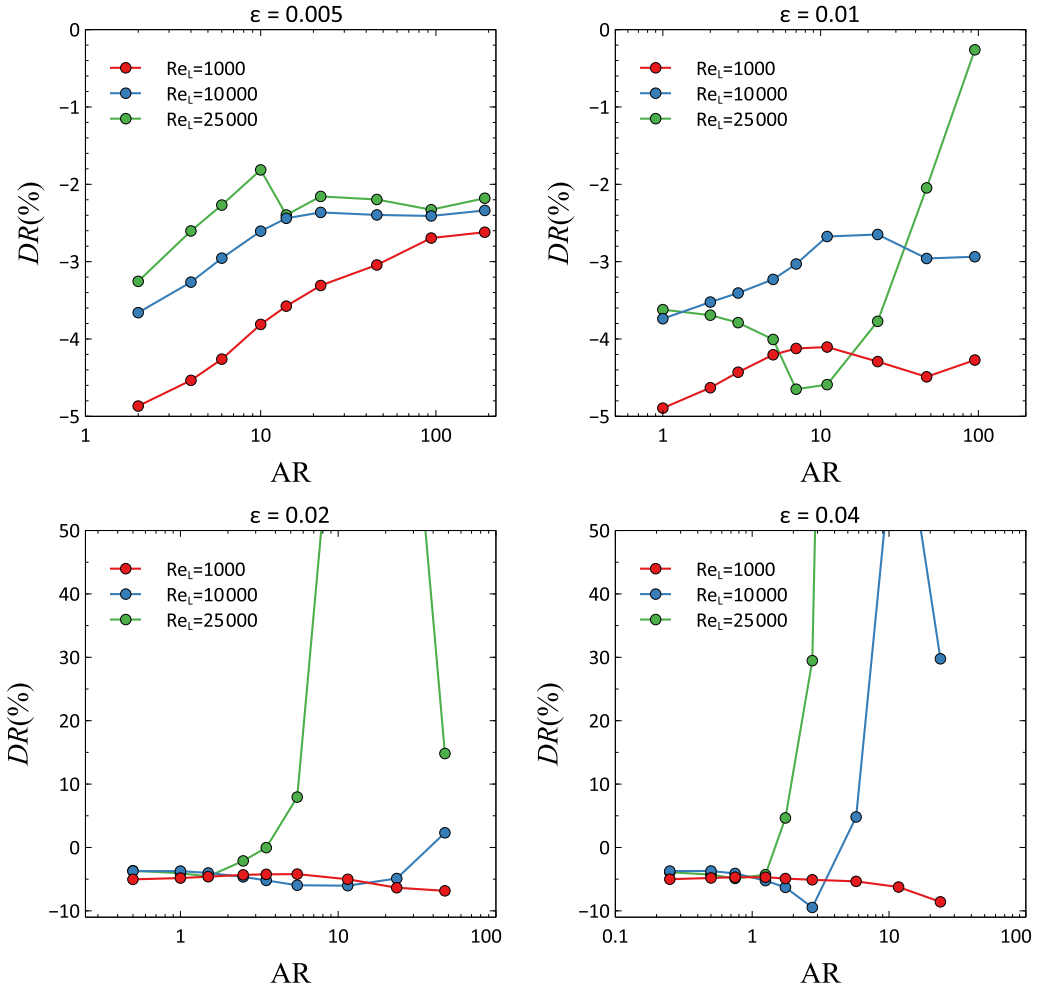 ε = 0.005
0
−1
−2
−3
−4
−5
DR(%)
Re_L=1000
Re_L=10000
Re_L=25000
1
10
100
AR
ε = 0.01
0
−1
−2
−3
−4
−5
DR(%)
Re_L=1000
Re_L=10000
Re_L=25000
1
10
100
AR
ε = 0.02
50
40
30
20
10
0
−10
DR(%)
Re_L=1000
Re_L=10000
Re_L=25000
1
10
100
AR
ε = 0.04
50
40
30
20
10
0
−10
DR(%)
Re_L=1000
Re_L=10000
Re_L=25000
0.1
1
10
100
AR